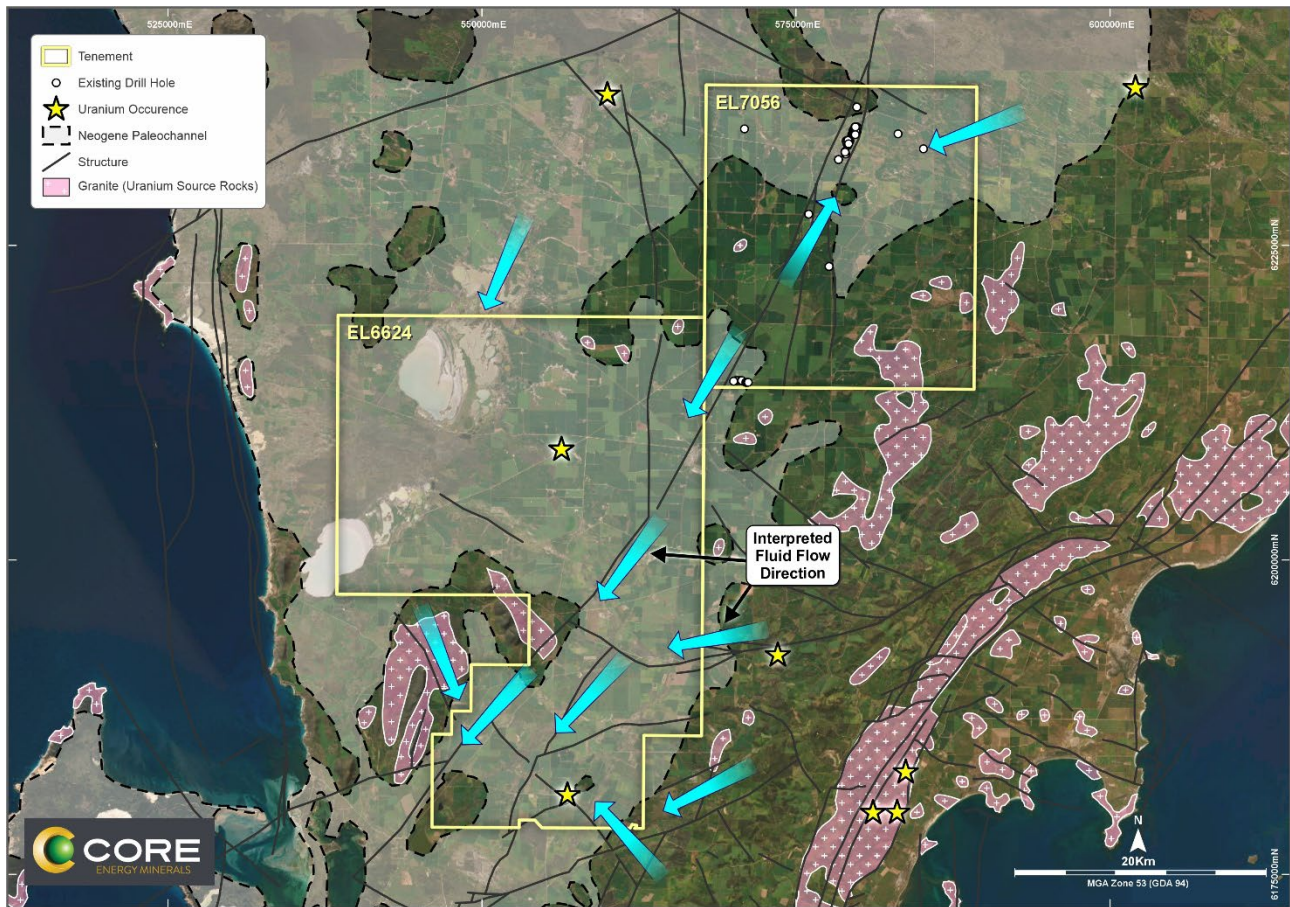 525000mE
550000mE
575000mE
600000mE
Tenement
Existing Drill Hole
Uranium Occurence
Neogene Paleochannel
Structure
Granite (Uranium Source Rocks)
EL7056
6225000mN
EL6624
Interpreted
Fluid Flow
Direction
6200000mN
CORE
ENERGY MINERALS
N
20Km
MGA Zone 53 (GDA 94)
6175000mN